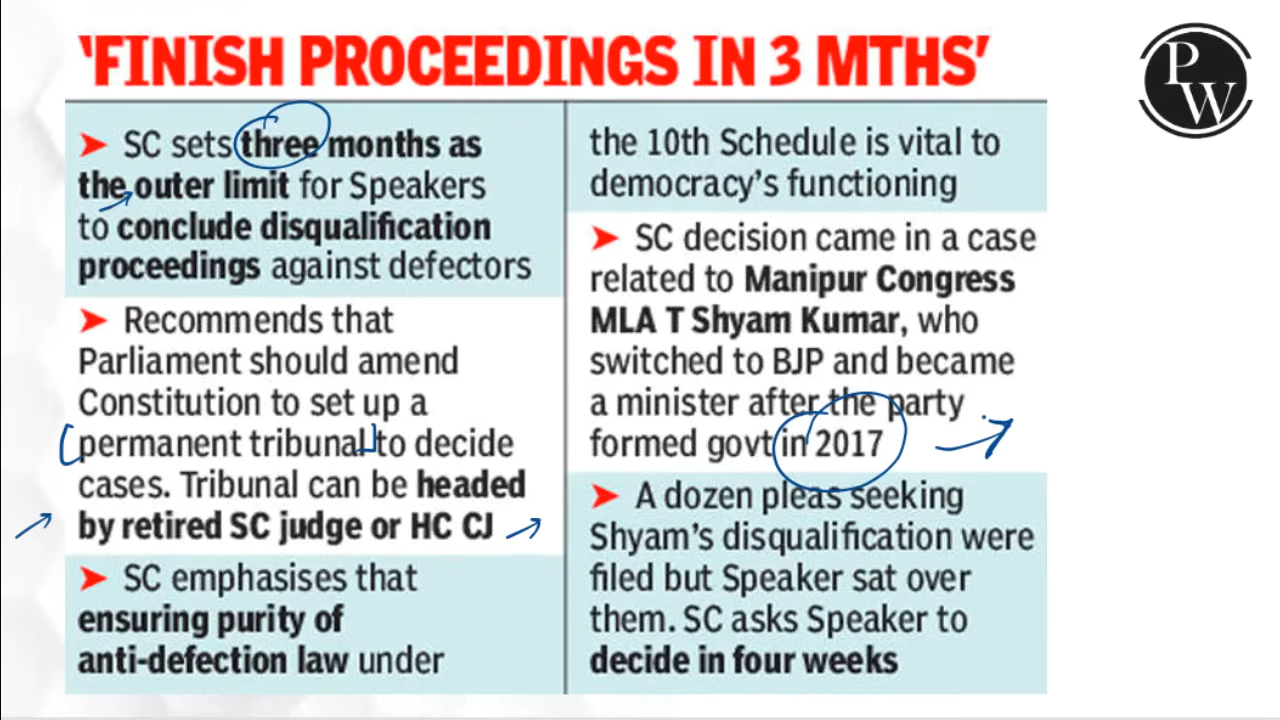 ‘FINISH PROCEEDINGS IN 3 MTHS’
➤ SC sets three months as
the outer limit for Speakers
to conclude disqualification
proceedings against defectors
➤ Recommends that
Parliament should amend
Constitution to set up a
permanent tribunal to decide
cases. Tribunal can be headed
by retired SC judge or HC CJ
➤ SC emphasises that
ensuring purity of
anti-defection law under
the 10th Schedule is vital to
democracy’s functioning
➤ SC decision came in a case
related to Manipur Congress
MLA T Shyam Kumar, who
switched to BJP and became
a minister after the party
formed govt in 2017
➤ A dozen pleas seeking
Shyam’s disqualification were
filed but Speaker sat over
them. SC asks Speaker to
decide in four weeks
PW